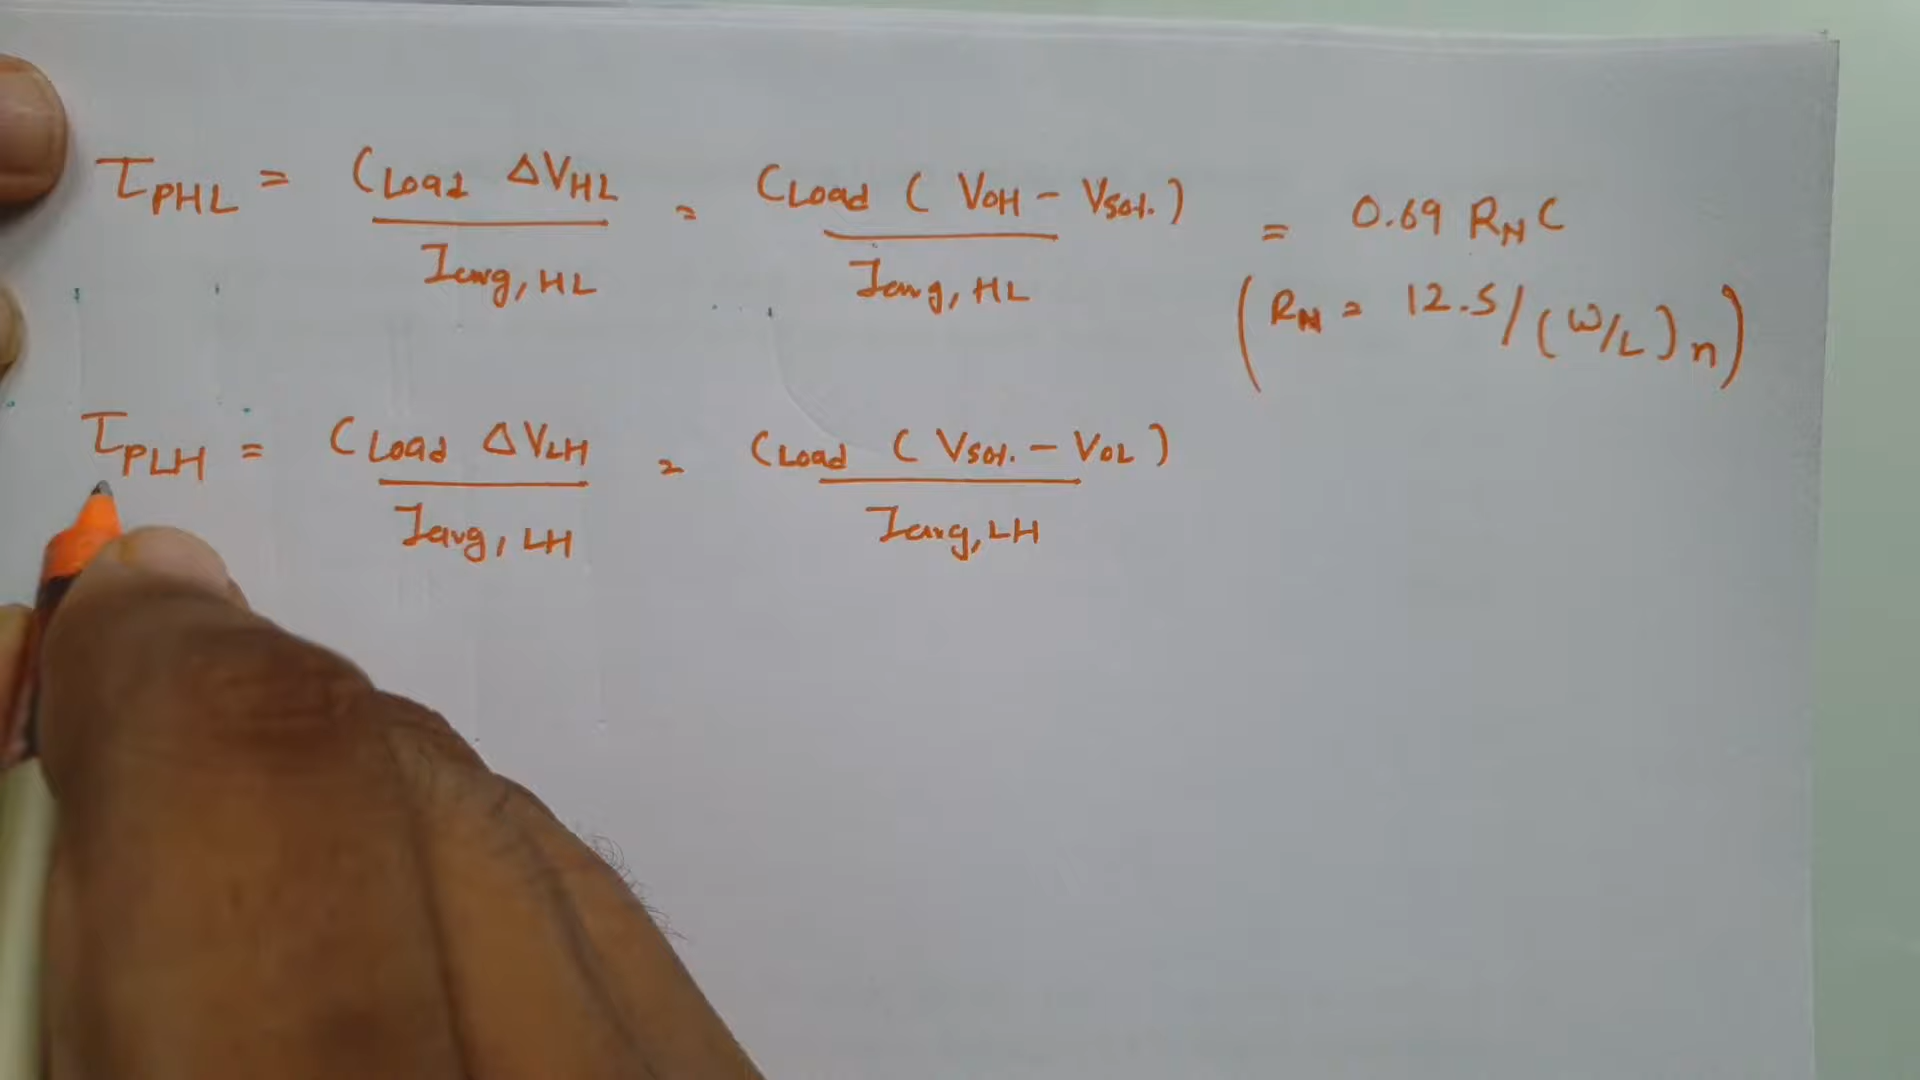 τPHL = CLoad ΔVHL / Iavg, HL = CLoad ( VOH - V50%. ) / Iavg, HL = 0.69 RN C
( RN = 12.5 / ( W/L ) n )
τPLH = CLoad ΔVLH / Iavg, LH = CLoad ( V50%. - VOL ) / Iavg, LH